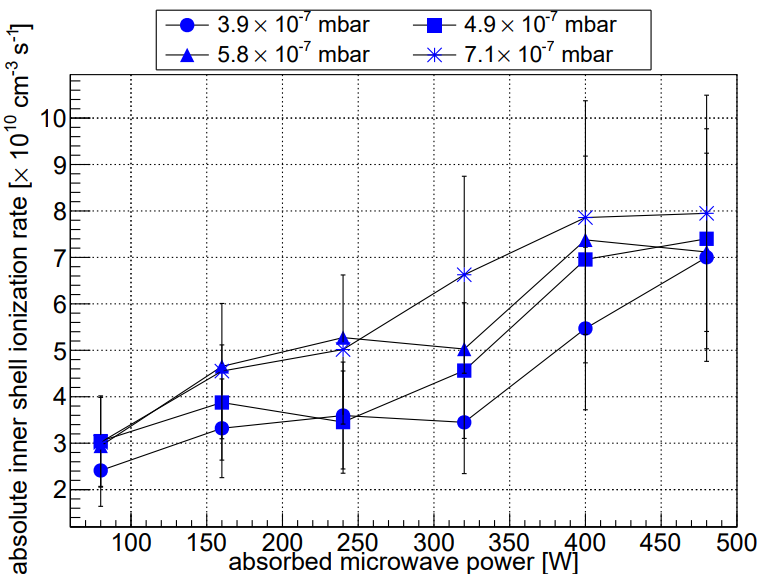 3.9 × 10⁻⁷ mbar 4.9 × 10⁻⁷ mbar
5.8 × 10⁻⁷ mbar 7.1× 10⁻⁷ mbar
absolute inner shell ionization rate [× 10¹⁰ cm⁻³ s⁻¹]
10
9
8
7
6
5
4
3
2
100 150 200 250 300 350 400 450 500
absorbed microwave power [W]